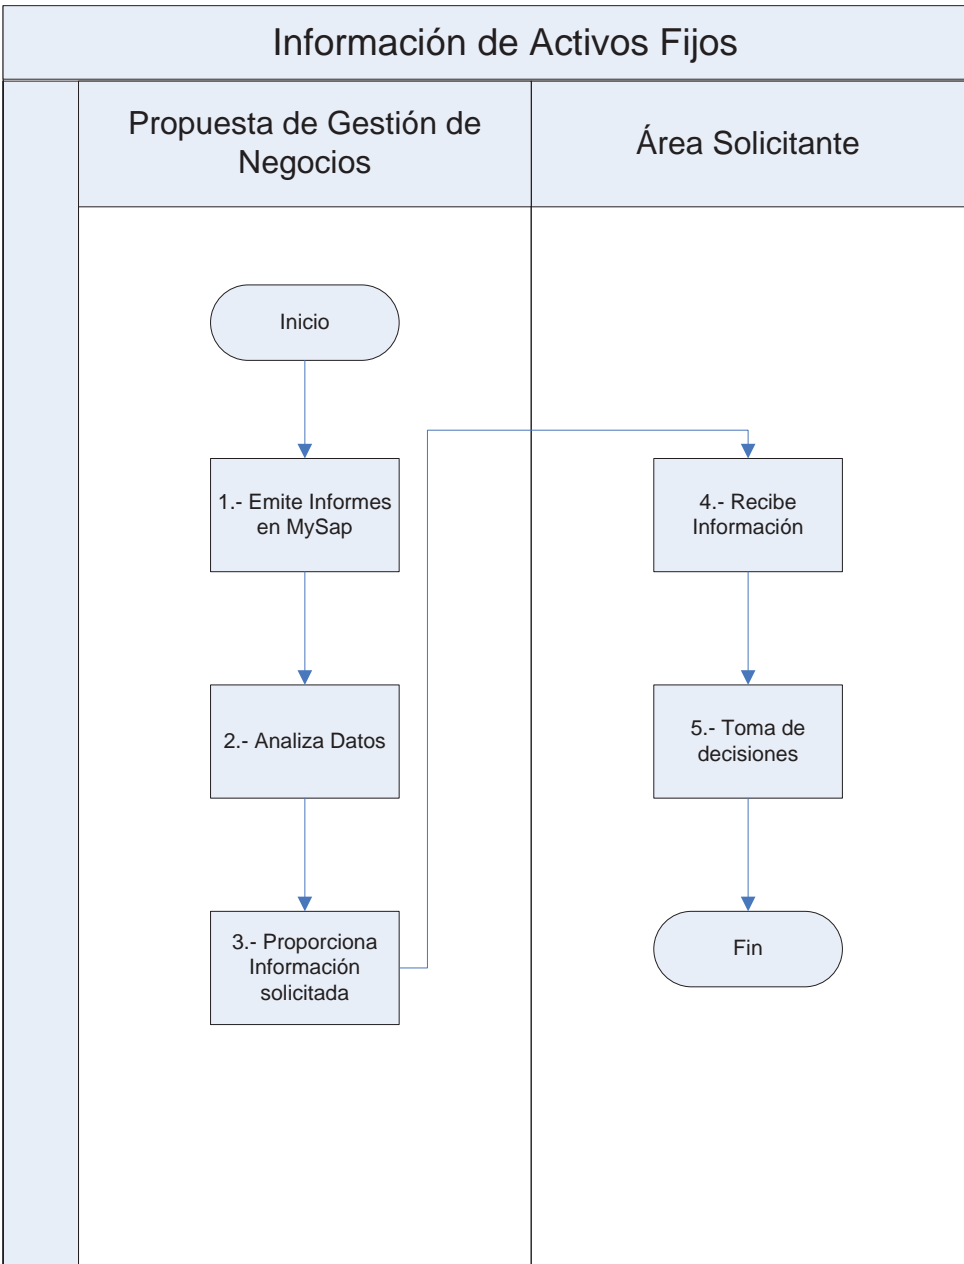 Información de Activos Fijos
Propuesta de Gestión de
Negocios
Área Solicitante
Inicio
1.- Emite Informes
en MySap
2.- Analiza Datos
3.- Proporciona
Información
solicitada
4.- Recibe
Información
5.- Toma de
decisiones
Fin